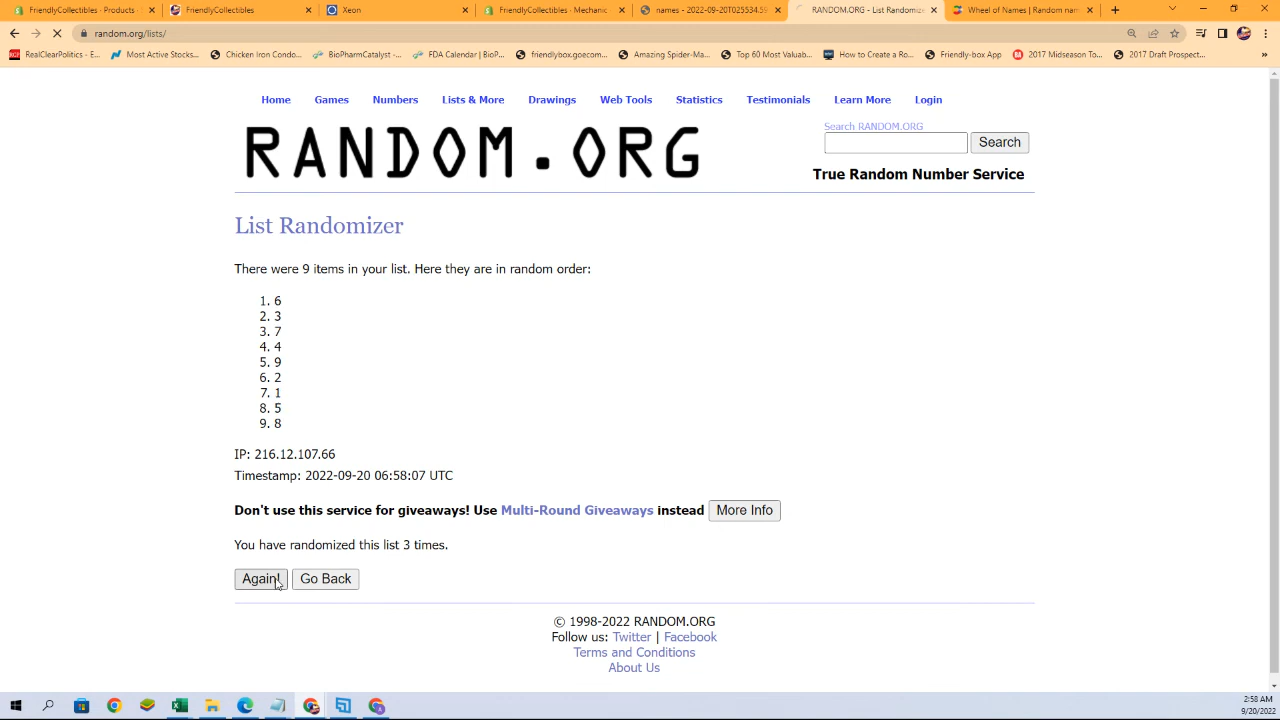 FriendlyCollectibles - Products ·
FriendlyCollectibles
Xeon
FriendlyCollectibles - Mechanic
names - 2022-09-20T025534.59
RANDOM.ORG - List Randomizer
Wheel of Names | Random nam
random.org/lists/
RealClearPolitics - E...
Most Active Stocks...
Chicken Iron Condo...
BioPharmCatalyst -...
FDA Calendar | BioP...
friendlybox.goecom...
Amazing Spider-Ma...
Top 60 Most Valuab...
How to Create a Ro...
Friendly-box App
2017 Midseason To...
2017 Draft Prospect...
»
Home Games Numbers Lists & More Drawings Web Tools Statistics Testimonials Learn More Login
RANDOM.ORG
Search RANDOM.ORG
Search
True Random Number Service
List Randomizer
There were 9 items in your list. Here they are in random order:
1. 6
2. 3
3. 7
4. 4
5. 9
6. 2
7. 1
8. 5
9. 8
IP: 216.12.107.66
Timestamp: 2022-09-20 06:58:07 UTC
Don't use this service for giveaways! Use Multi-Round Giveaways instead More Info
You have randomized this list 3 times.
Again! Go Back
© 1998-2022 RANDOM.ORG
Follow us: Twitter | Facebook
Terms and Conditions
About Us
2:58 AM
9/20/2022